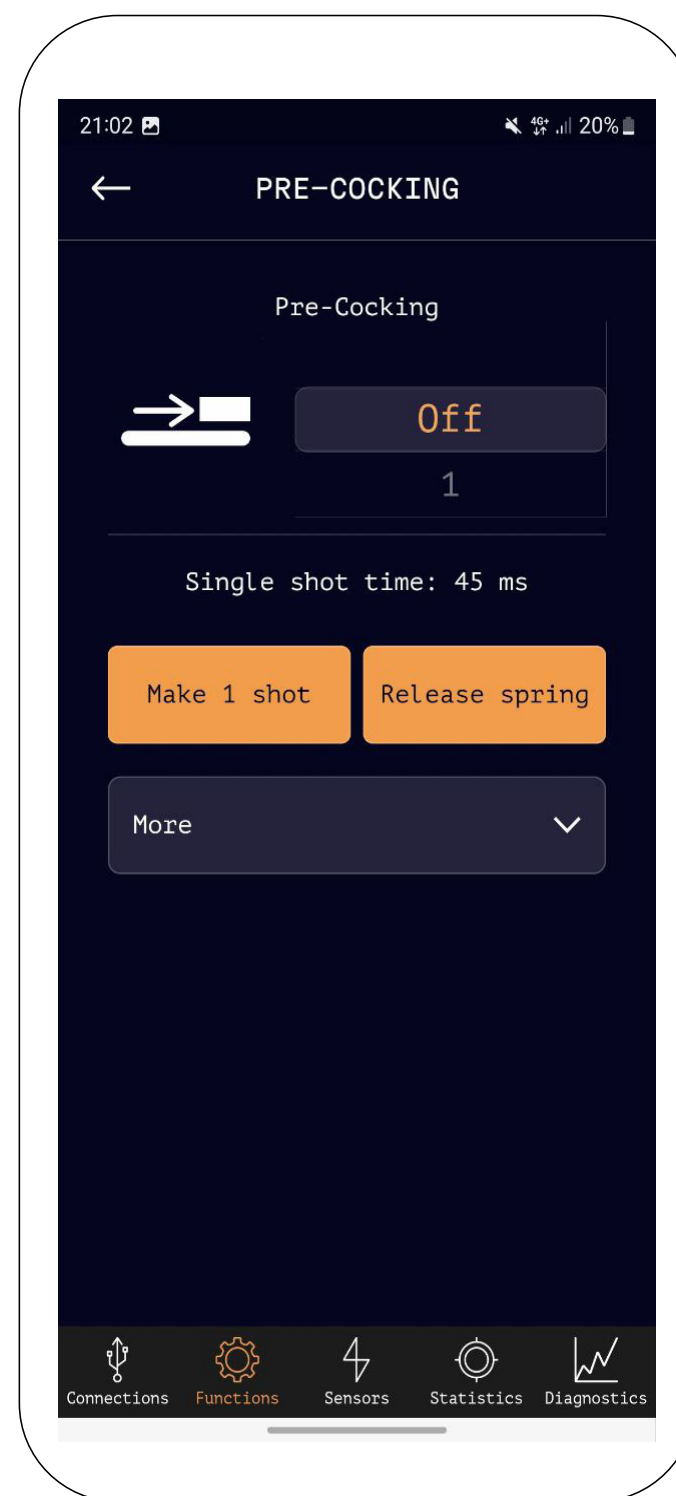 21:02 4G+ 20%
PRE-COCKING
Pre-Cocking
Off
1
Single shot time: 45 ms
Make 1 shot Release spring
More
Connections Functions Sensors Statistics Diagnostics